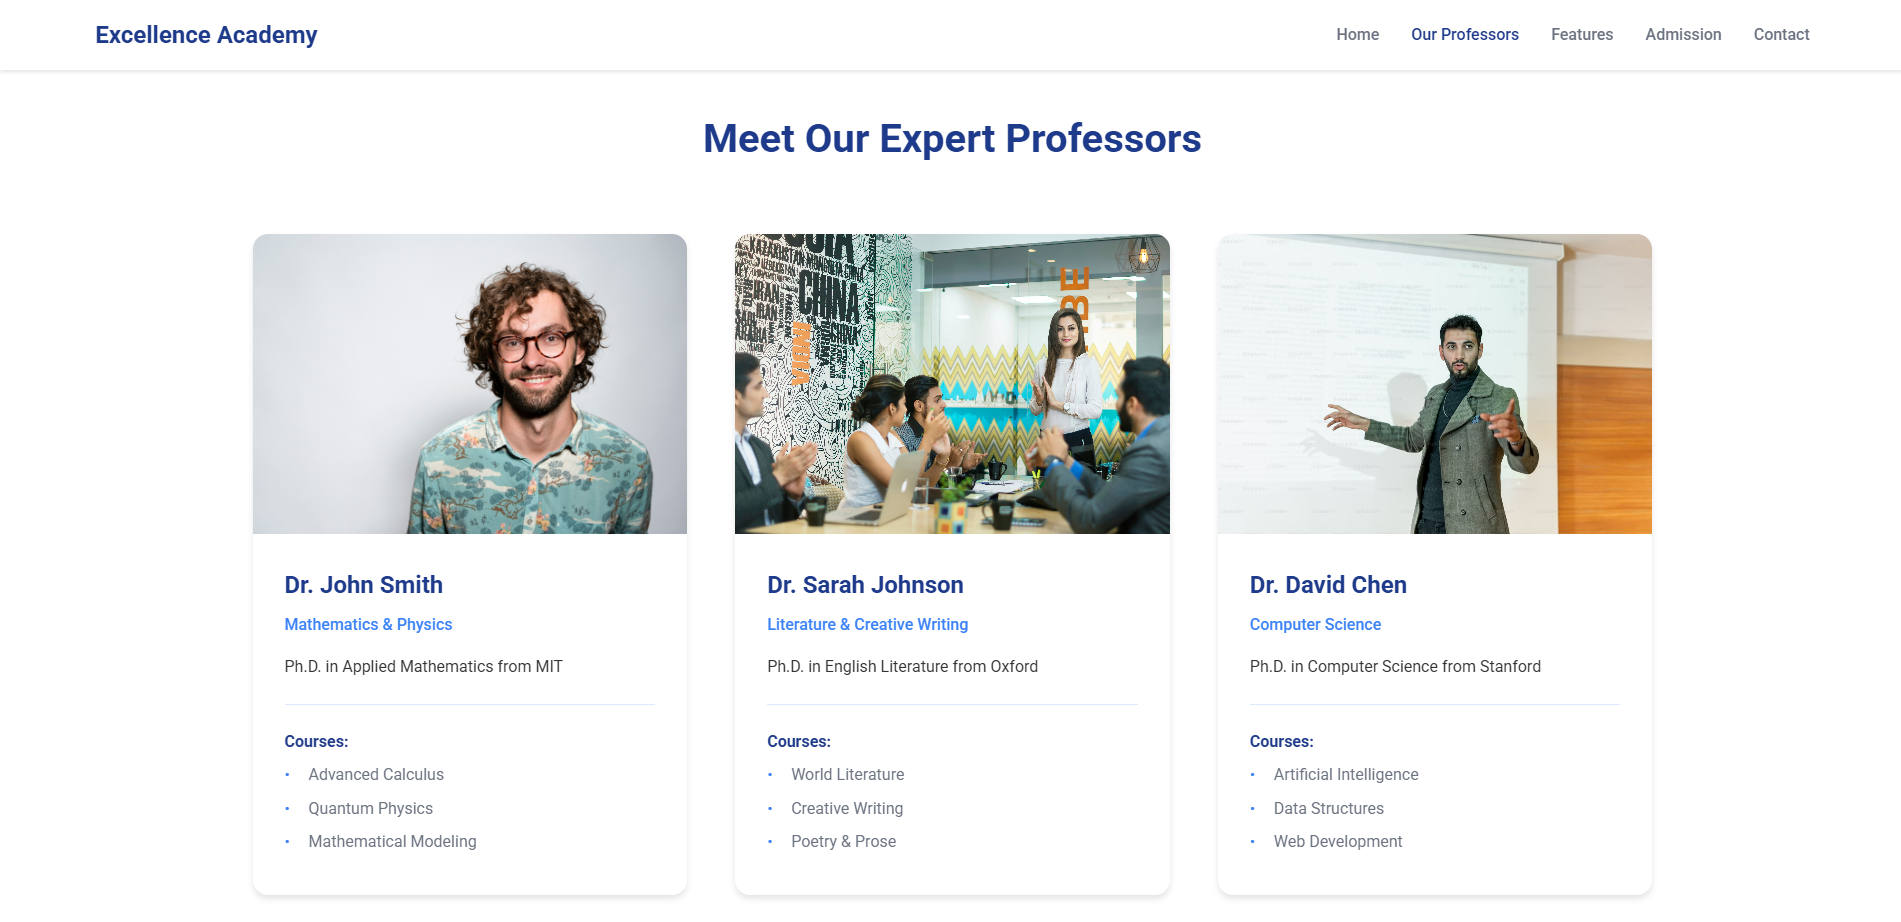 Excellence Academy
Home Our Professors Features Admission Contact
Meet Our Expert Professors
CHINA
INDIA
Dr. John Smith
Mathematics & Physics
Ph.D. in Applied Mathematics from MIT
Courses:
• Advanced Calculus
• Quantum Physics
• Mathematical Modeling
Dr. Sarah Johnson
Literature & Creative Writing
Ph.D. in English Literature from Oxford
Courses:
• World Literature
• Creative Writing
• Poetry & Prose
Dr. David Chen
Computer Science
Ph.D. in Computer Science from Stanford
Courses:
• Artificial Intelligence
• Data Structures
• Web Development